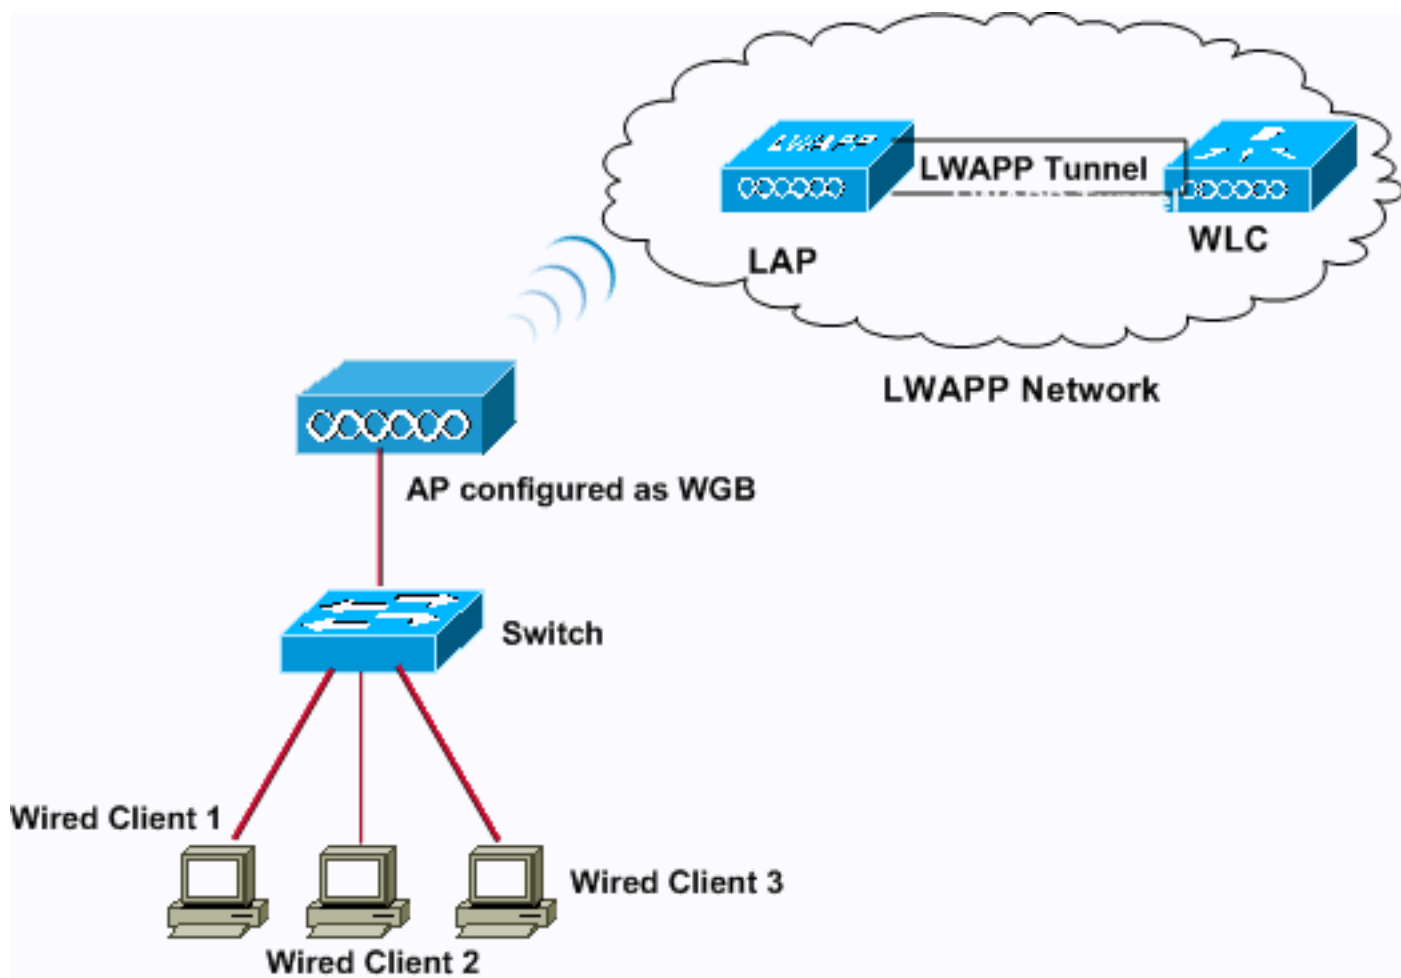 LWAPP
LWAPP Tunnel
WLC
LAP
LWAPP Network
AP configured as WGB
Switch
Wired Client 1
Wired Client 3
Wired Client 2